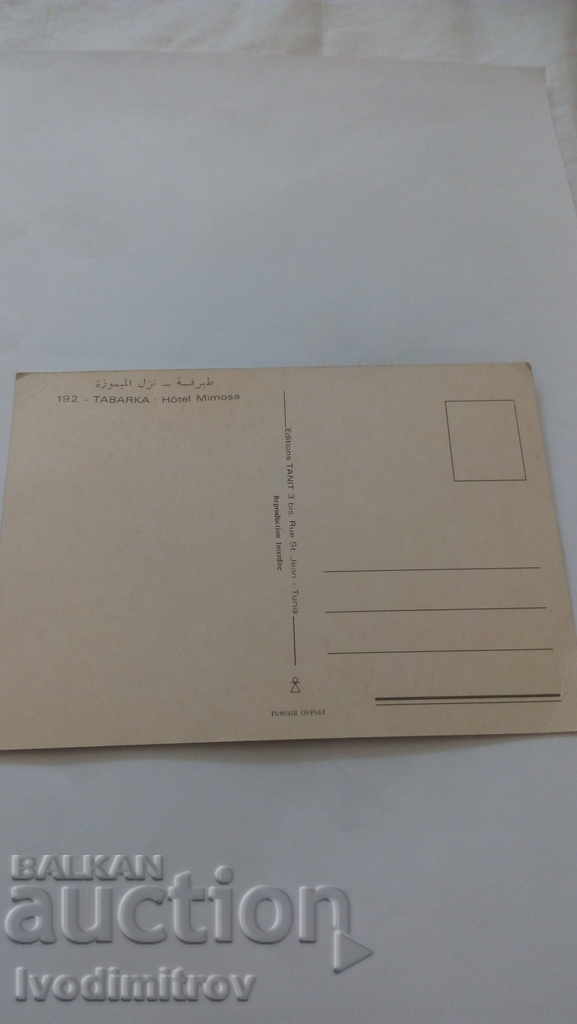 طبرقة – نزل الميموزة
192 - TABARKA : Hôtel Mimosa
Editions TANIT 3 bis, Rue St. Jean - Tunis
Reproduction Interdite
BALKAN
auction
Ivodimitrov